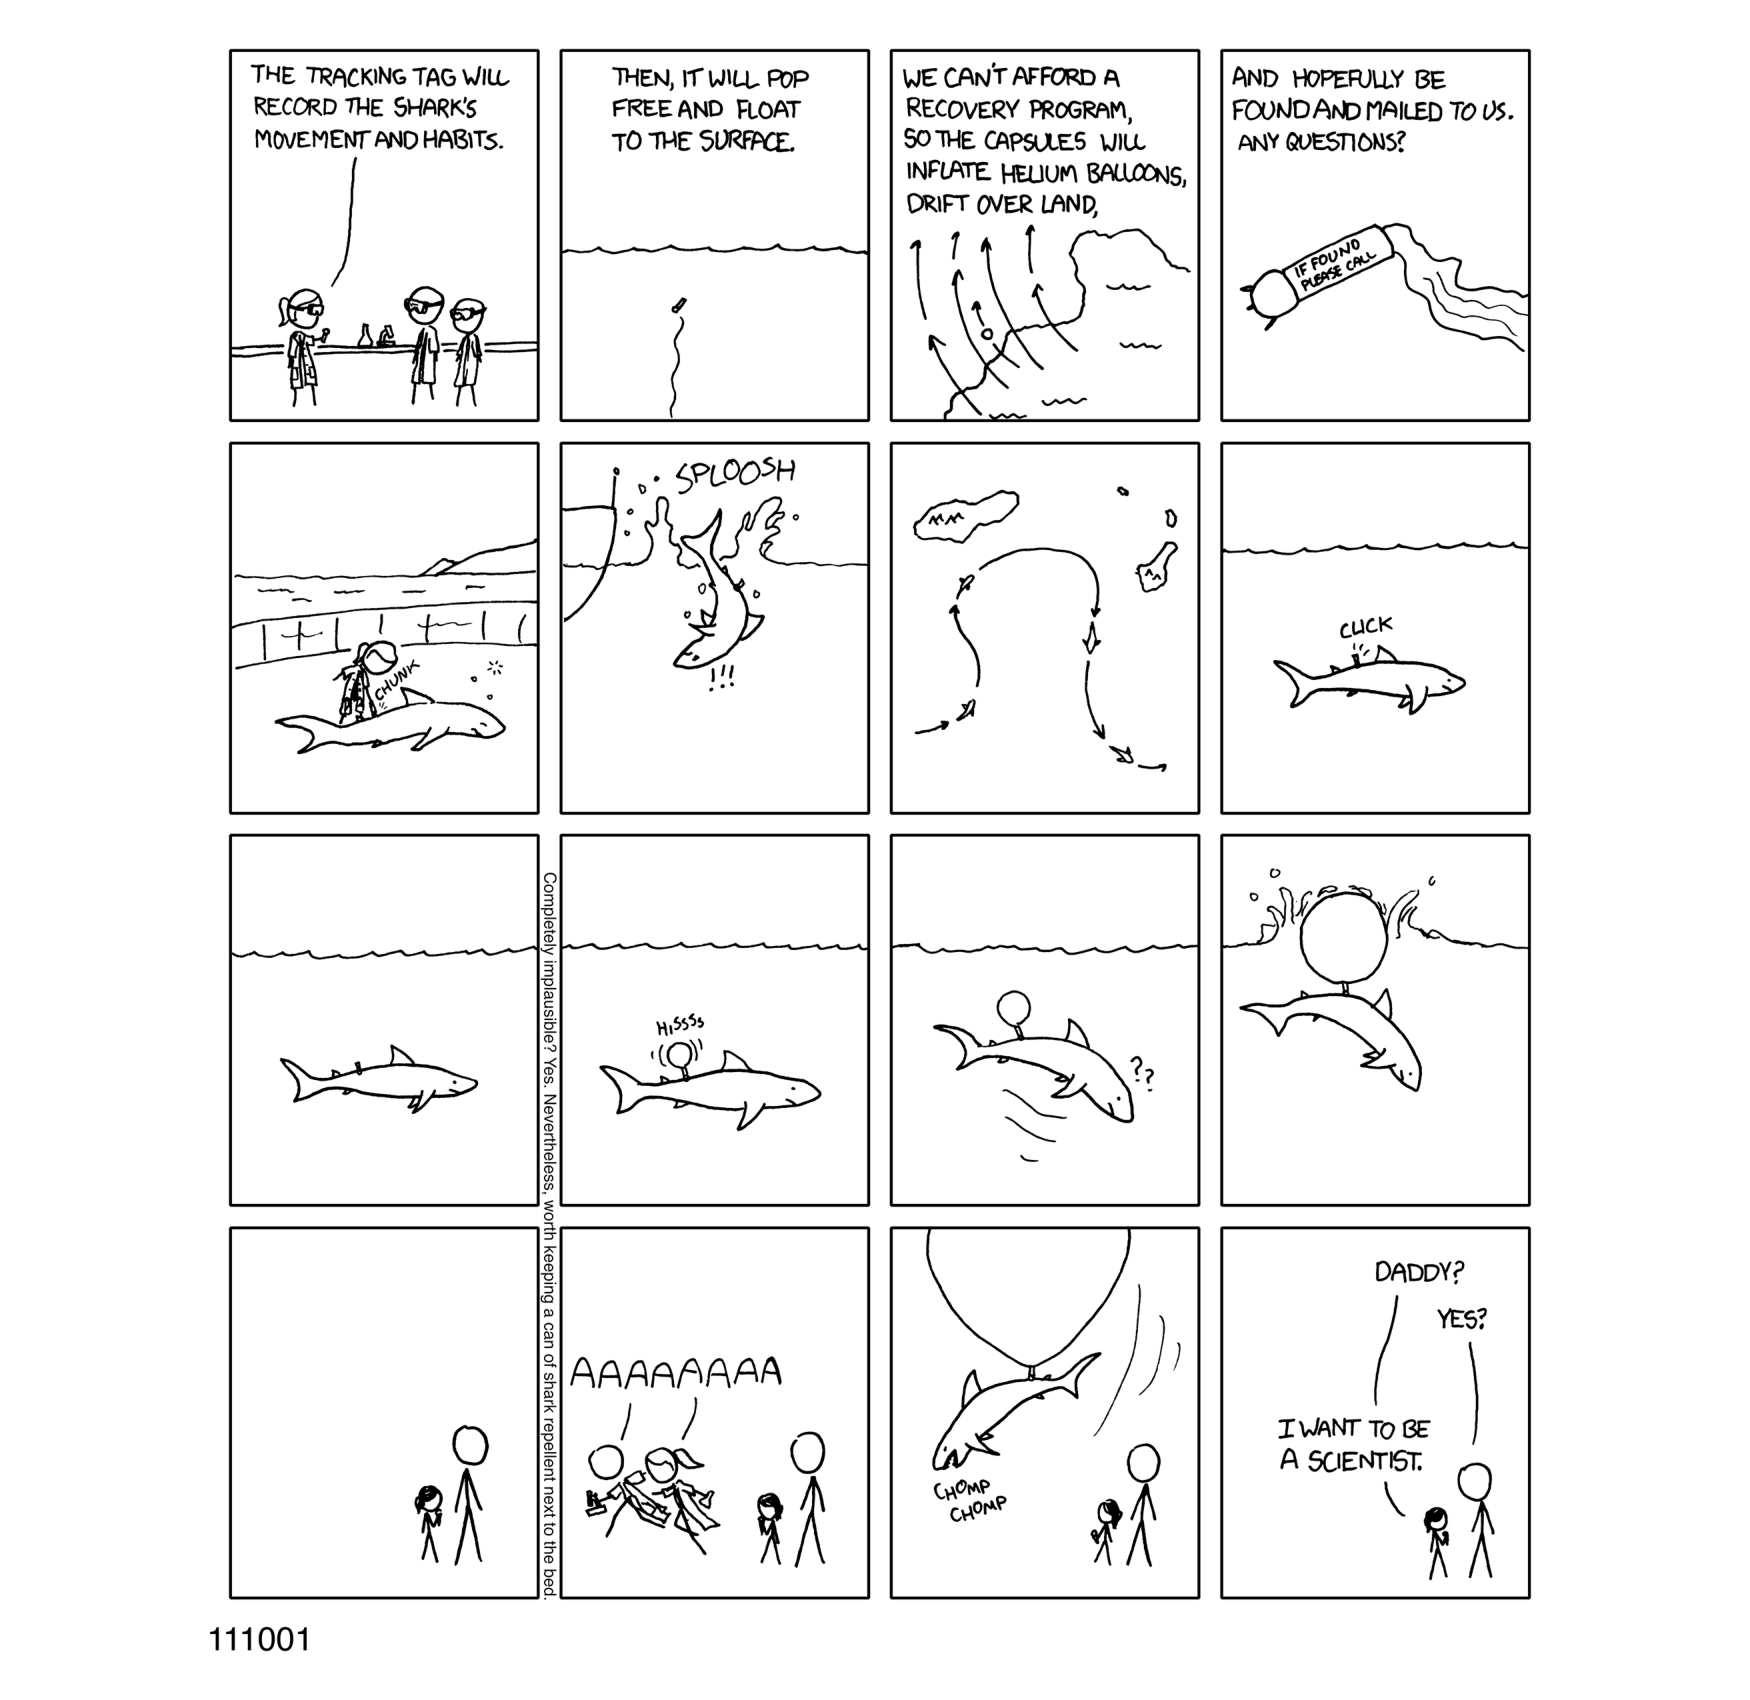 THE TRACKING TAG WILL
RECORD THE SHARK'S
MOVEMENT AND HABITS.
THEN, IT WILL POP
FREE AND FLOAT
TO THE SURFACE.
WE CAN'T AFFORD A
RECOVERY PROGRAM,
SO THE CAPSULES WILL
INFLATE HELIUM BALLOONS,
DRIFT OVER LAND,
AND HOPEFULLY BE
FOUND AND MAILED TO US.
ANY QUESTIONS?
IF FOUND
PLEASE CALL
CHUNK
SPLOOSH
!!!
CLICK
HISSSS
??
Completely implausible? Yes. Nevertheless, worth keeping a can of shark repellent next to the bed.
AAAAAAAA
CHOMP
CHOMP
DADDY?
YES?
I WANT TO BE
A SCIENTIST.
111001